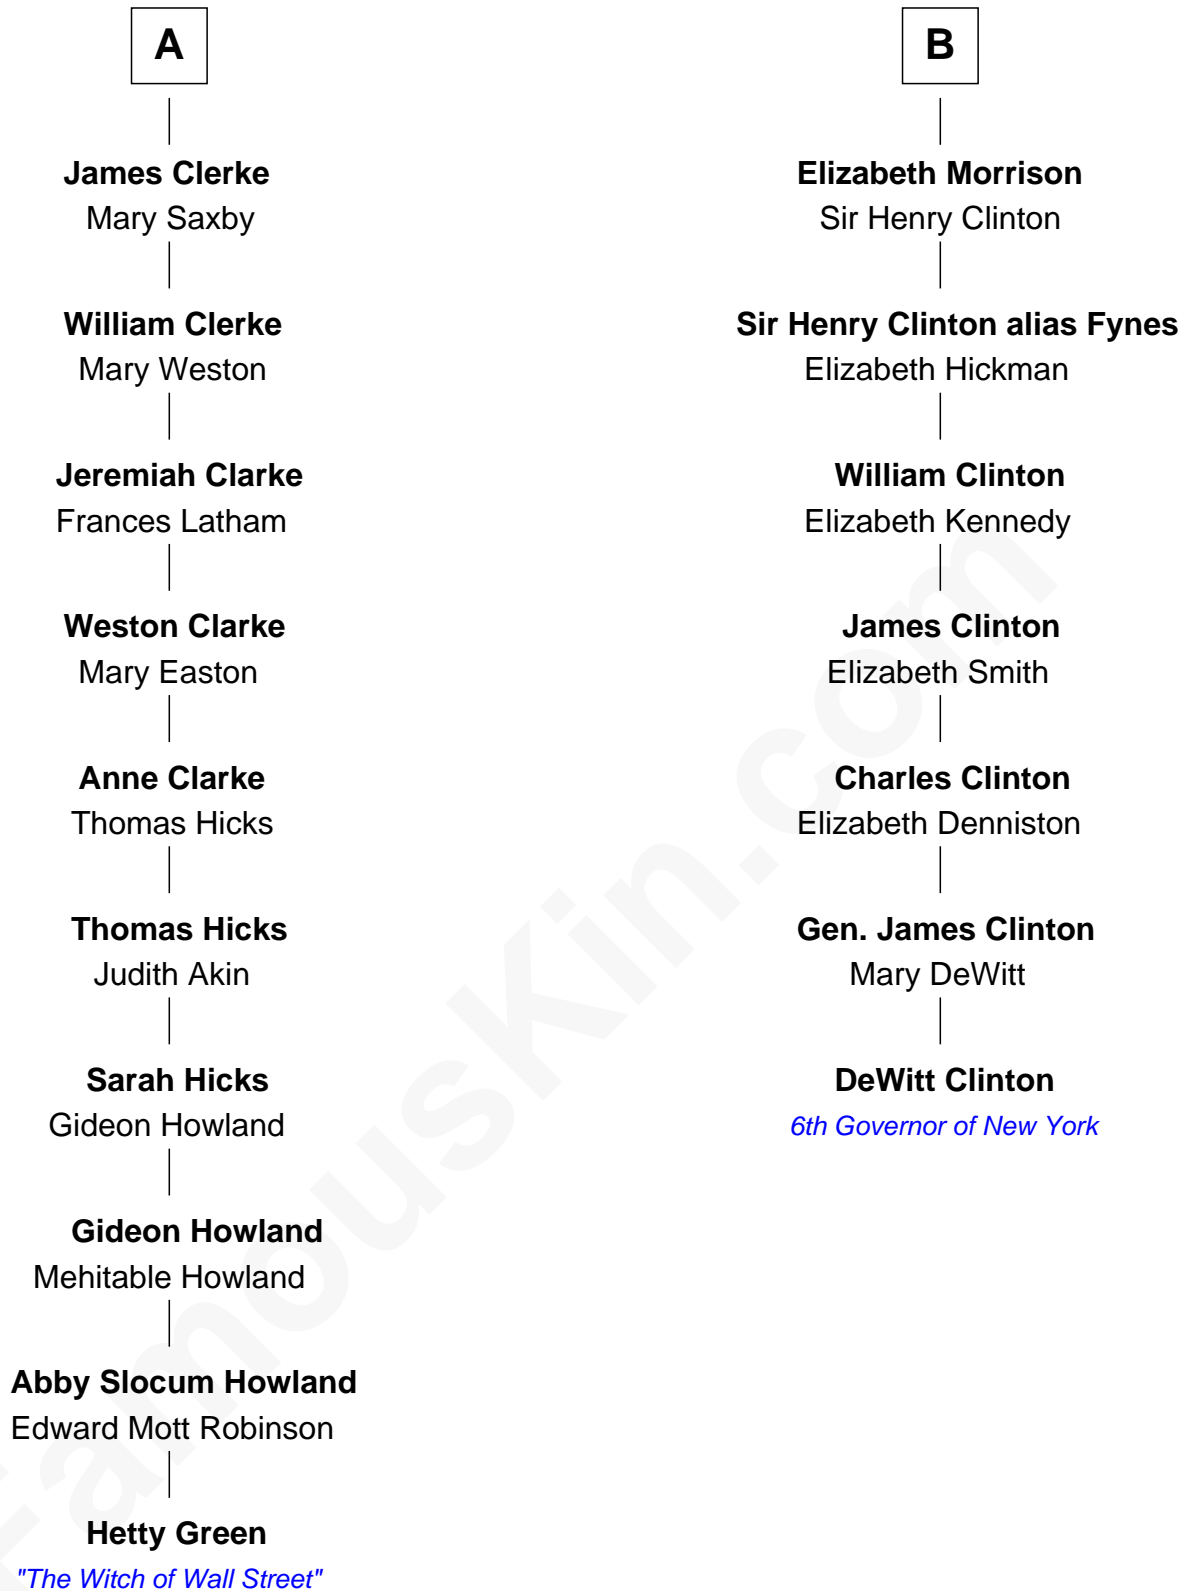 A
James Clerke
Mary Saxby
William Clerke
Mary Weston
Jeremiah Clarke
Frances Latham
Weston Clarke
Mary Easton
Anne Clarke
Thomas Hicks
Thomas Hicks
Judith Akin
Sarah Hicks
Gideon Howland
Gideon Howland
Mehitable Howland
Abby Slocum Howland
Edward Mott Robinson
Hetty Green
"The Witch of Wall Street"
B
Elizabeth Morrison
Sir Henry Clinton
Sir Henry Clinton alias Fynes
Elizabeth Hickman
William Clinton
Elizabeth Kennedy
James Clinton
Elizabeth Smith
Charles Clinton
Elizabeth Denniston
Gen. James Clinton
Mary DeWitt
DeWitt Clinton
6th Governor of New York
FamousKin.com